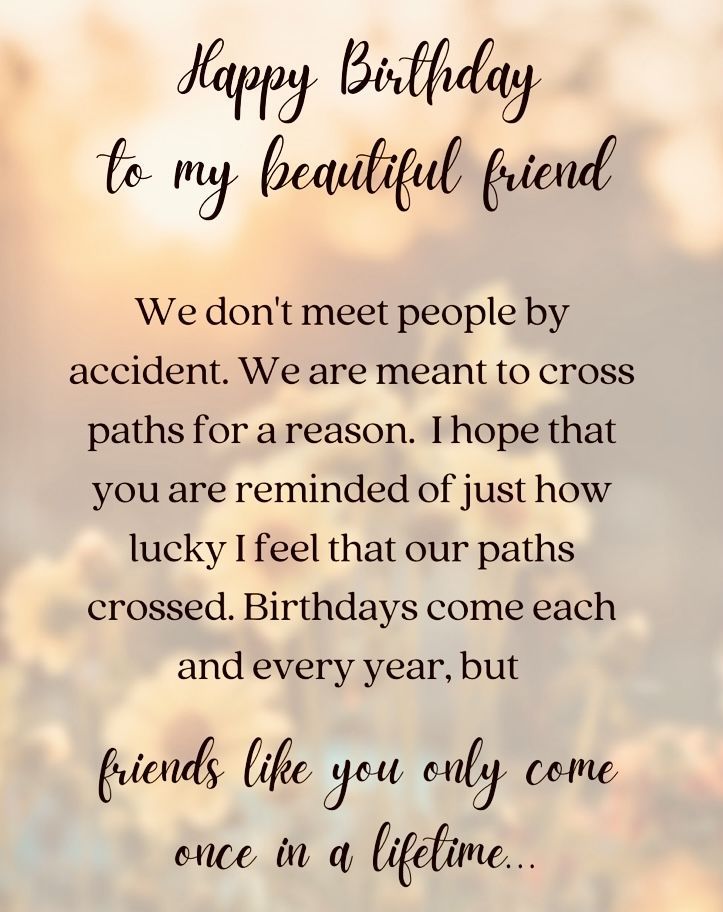 Happy Birthday
to my beautiful friend
We don't meet people by
accident. We are meant to cross
paths for a reason. I hope that
you are reminded of just how
lucky I feel that our paths
crossed. Birthdays come each
and every year, but
friends like you only come
once in a lifetime...